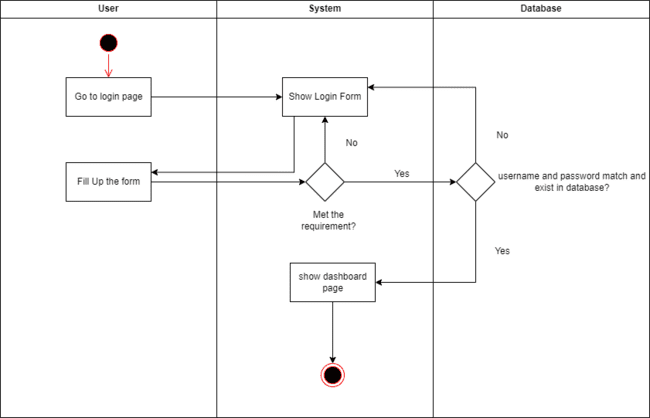 User
System
Database
Go to login page
Show Login Form
No
No
Fill Up the form
Yes
username and password match and
exist in database?
Met the
requirement?
Yes
show dashboard
page